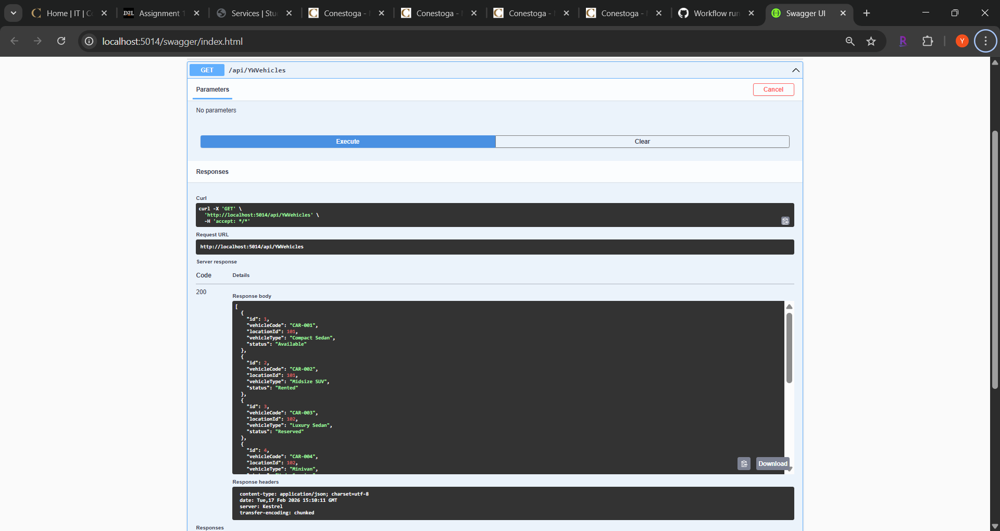 Home | IT | C
Assignment 1
Services | Stu
Conestoga -
Conestoga -
Conestoga -
Conestoga -
Workflow run
Swagger UI
localhost:5014/swagger/index.html
R
Y
GET /api/YWVehicles
Parameters
Cancel
No parameters
Execute
Clear
Responses
Curl
curl -X 'GET' \
'http://localhost:5014/api/YWVehicles' \
-H 'accept: */*'
Request URL
http://localhost:5014/api/YWVehicles
Server response
Code Details
200
Response body
[
{
"id": 1,
"vehicleCode": "CAR-001",
"locationId": 101,
"vehicleType": "Compact Sedan",
"status": "Available"
},
{
"id": 2,
"vehicleCode": "CAR-002",
"locationId": 101,
"vehicleType": "Midsize SUV",
"status": "Rented"
},
{
"id": 3,
"vehicleCode": "CAR-003",
"locationId": 102,
"vehicleType": "Luxury Sedan",
"status": "Reserved"
},
{
"id": 4,
"vehicleCode": "CAR-004",
"locationId": 102,
"vehicleType": "Minivan",
Download
Response headers
content-type: application/json; charset=utf-8
date: Tue,17 Feb 2026 15:10:11 GMT
server: Kestrel
transfer-encoding: chunked
Responses